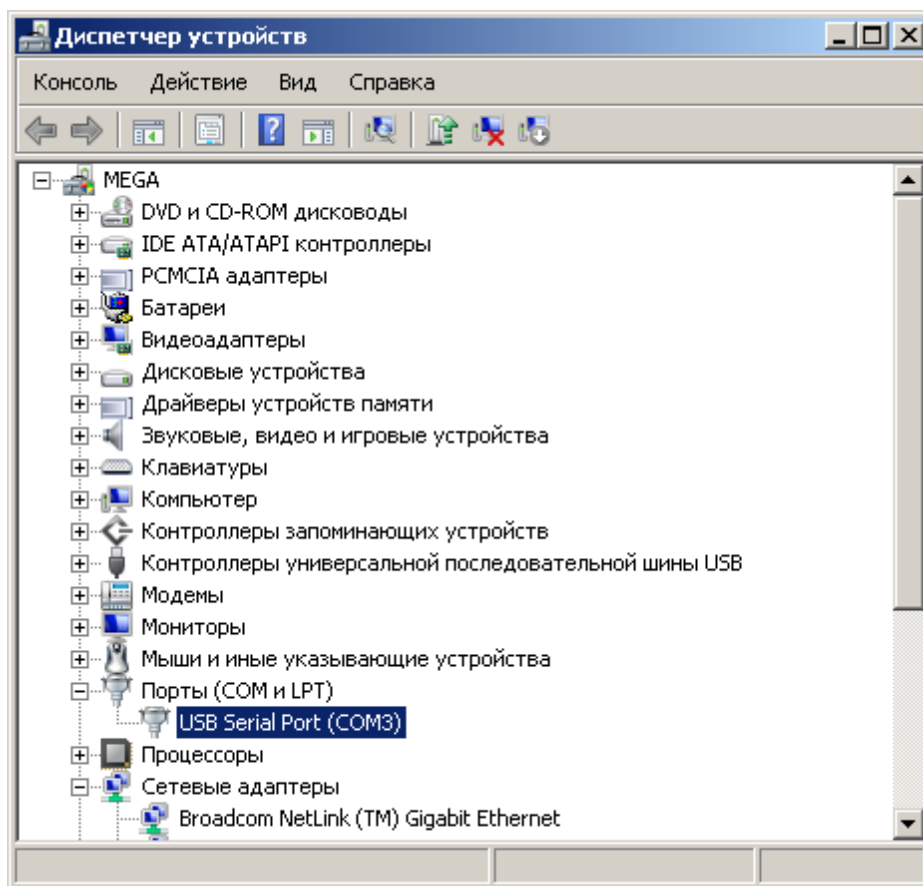 Диспетчер устройств
Консоль Действие Вид Справка
MEGA
DVD и CD-ROM дисководы
IDE ATA/ATAPI контроллеры
PCMCIA адаптеры
Батареи
Видеоадаптеры
Дисковые устройства
Драйверы устройств памяти
Звуковые, видео и игровые устройства
Клавиатуры
Компьютер
Контроллеры запоминающих устройств
Контроллеры универсальной последовательной шины USB
Модемы
Мониторы
Мыши и иные указывающие устройства
Порты (COM и LPT)
USB Serial Port (COM3)
Процессоры
Сетевые адаптеры
Broadcom NetLink (TM) Gigabit Ethernet